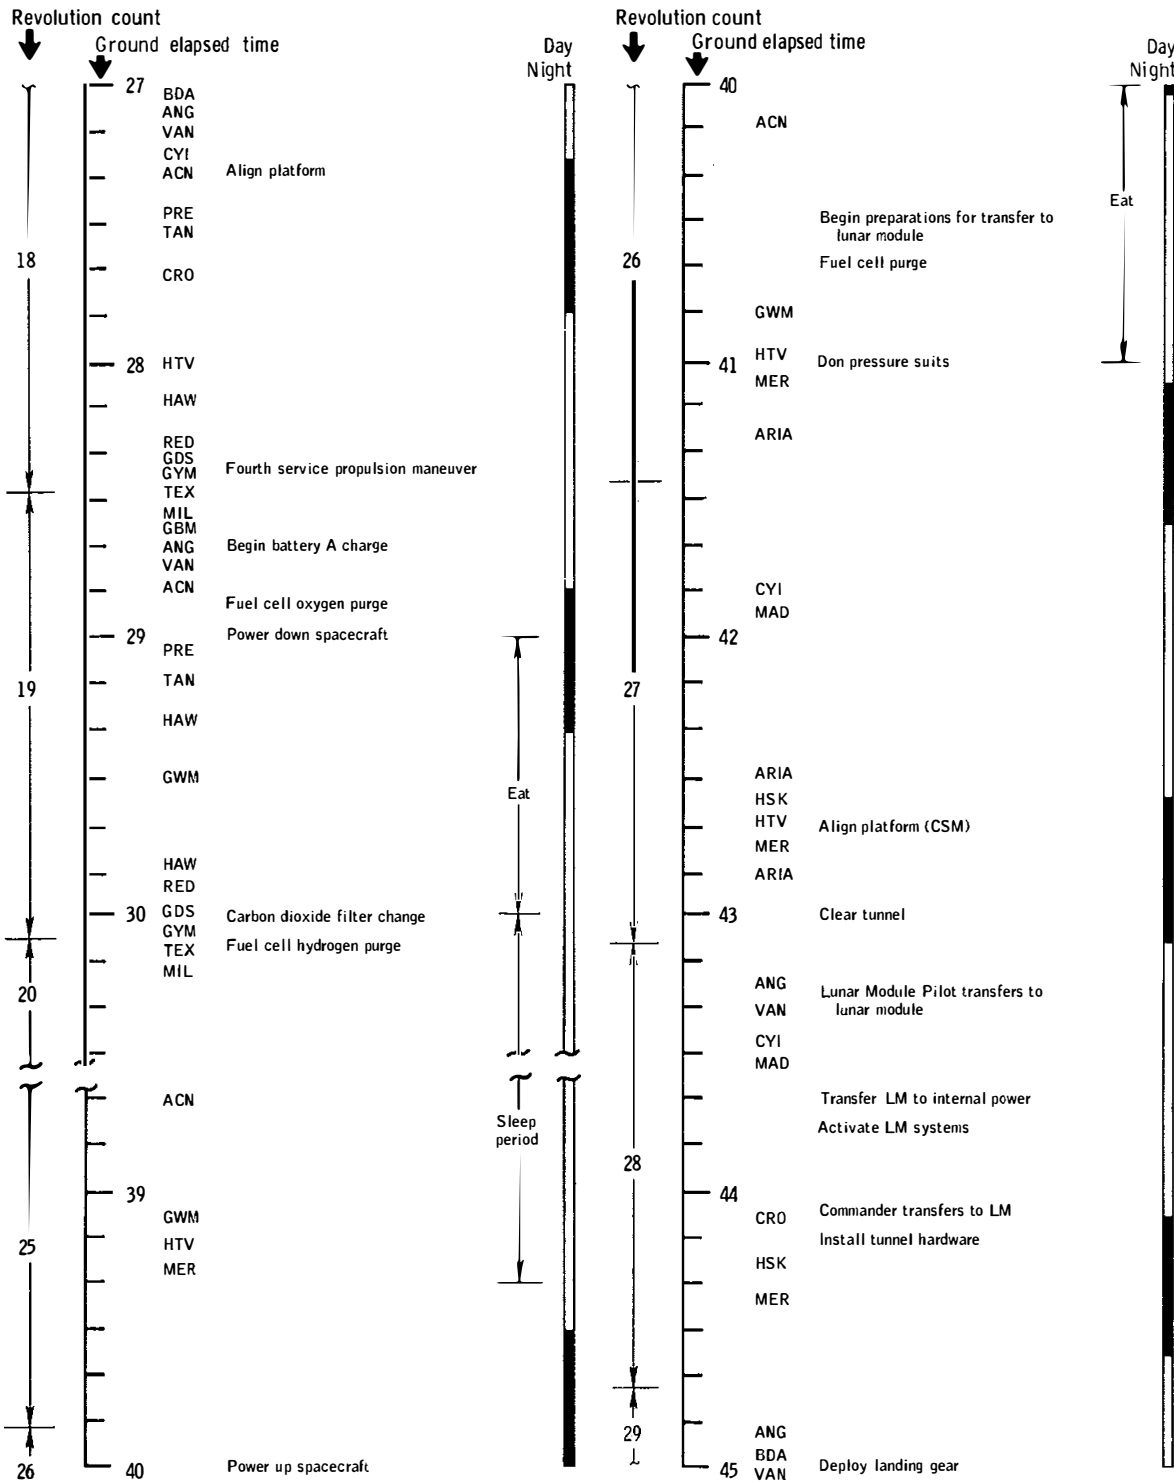 Revolution count
Ground elapsed time
Day
Night
27
BDA
ANG
VAN
CYI
ACN Align platform
PRE
TAN
18
CRO
28 HTV
HAW
RED
GDS
GYM Fourth service propulsion maneuver
TEX
MIL
GBM
ANG Begin battery A charge
VAN
ACN
Fuel cell oxygen purge
29 Power down spacecraft
PRE
TAN
19
HAW
GWM
Eat
HAW
RED
30 GDS Carbon dioxide filter change
GYM
TEX Fuel cell hydrogen purge
MIL
20
ACN
Sleep
period
39
GWM
25 HTV
MER
26 40 Power up spacecraft
Revolution count
Ground elapsed time
Day
Night
40
ACN
Eat
Begin preparations for transfer to
lunar module
26 Fuel cell purge
GWM
HTV
41 Don pressure suits
MER
ARIA
CYI
MAD
42
27
ARIA
HSK
HTV Align platform (CSM)
MER
ARIA
43 Clear tunnel
ANG Lunar Module Pilot transfers to
VAN lunar module
CYI
MAD
Transfer LM to internal power
Activate LM systems
28
44
CRO Commander transfers to LM
Install tunnel hardware
HSK
MER
29 ANG
BDA
45 Deploy landing gear
VAN